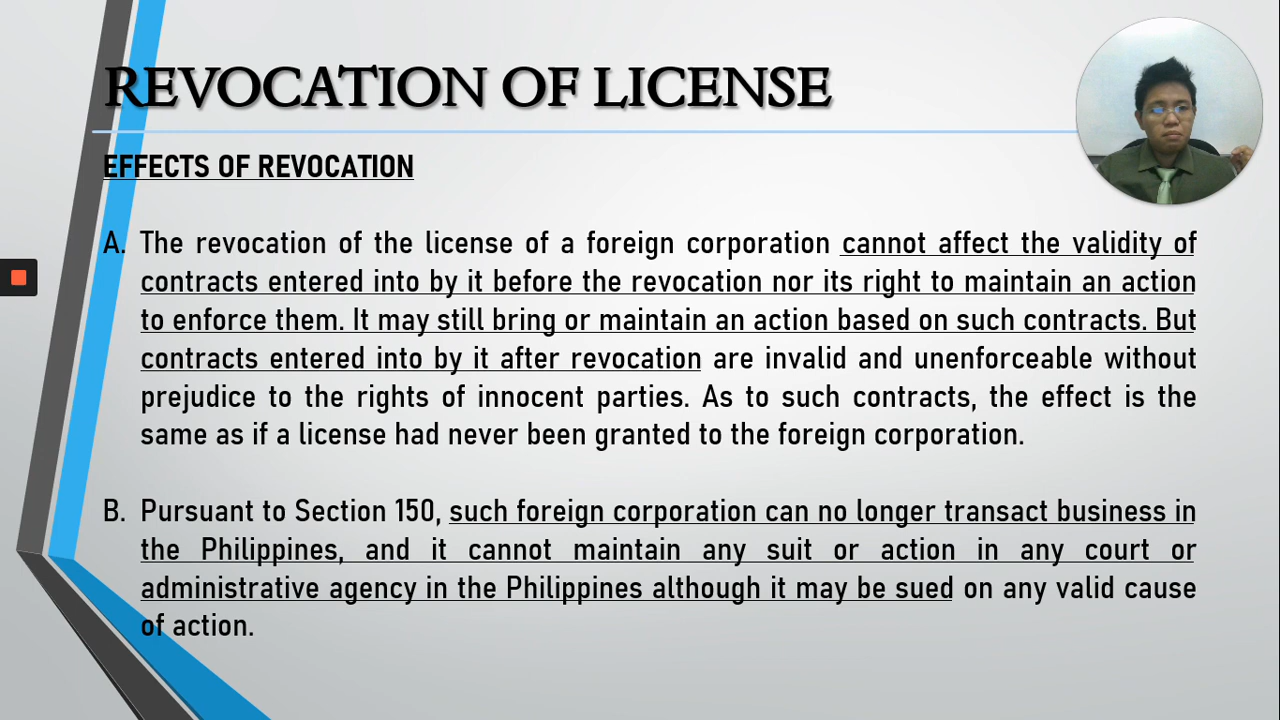 REVOCATION OF LICENSE
EFFECTS OF REVOCATION
A. The revocation of the license of a foreign corporation cannot affect the validity of
contracts entered into by it before the revocation nor its right to maintain an action
to enforce them. It may still bring or maintain an action based on such contracts. But
contracts entered into by it after revocation are invalid and unenforceable without
prejudice to the rights of innocent parties. As to such contracts, the effect is the
same as if a license had never been granted to the foreign corporation.
B. Pursuant to Section 150, such foreign corporation can no longer transact business in
the Philippines, and it cannot maintain any suit or action in any court or
administrative agency in the Philippines although it may be sued on any valid cause
of action.